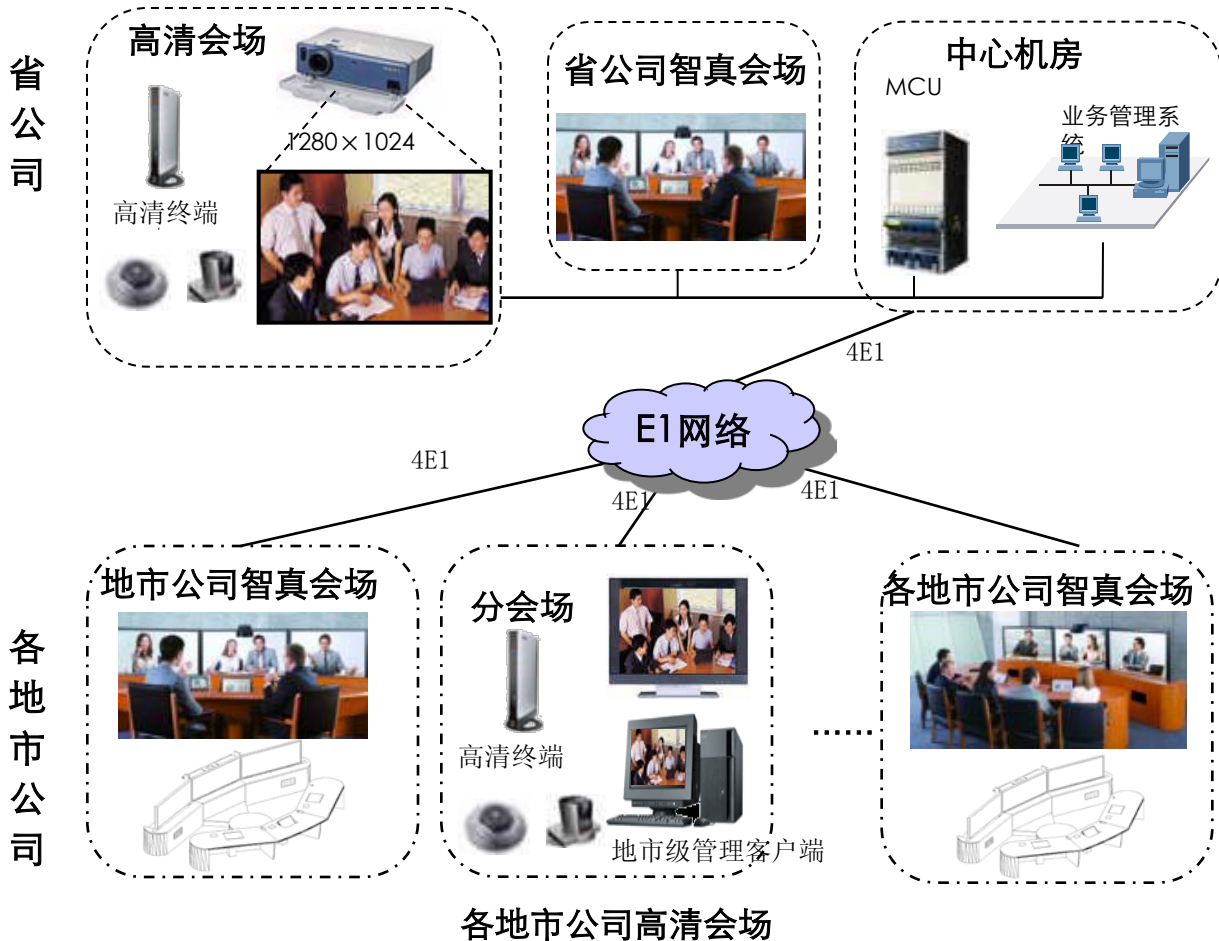 省公司
高清会场
1280×1024
高清终端
省公司智真会场
中心机房
MCU
业务管理系
统
4E1
E1网络
4E1
4E1
4E1
各地市公司
地市公司智真会场
分会场
高清终端
地市级管理客户端
各地市公司智真会场
各地市公司高清会场